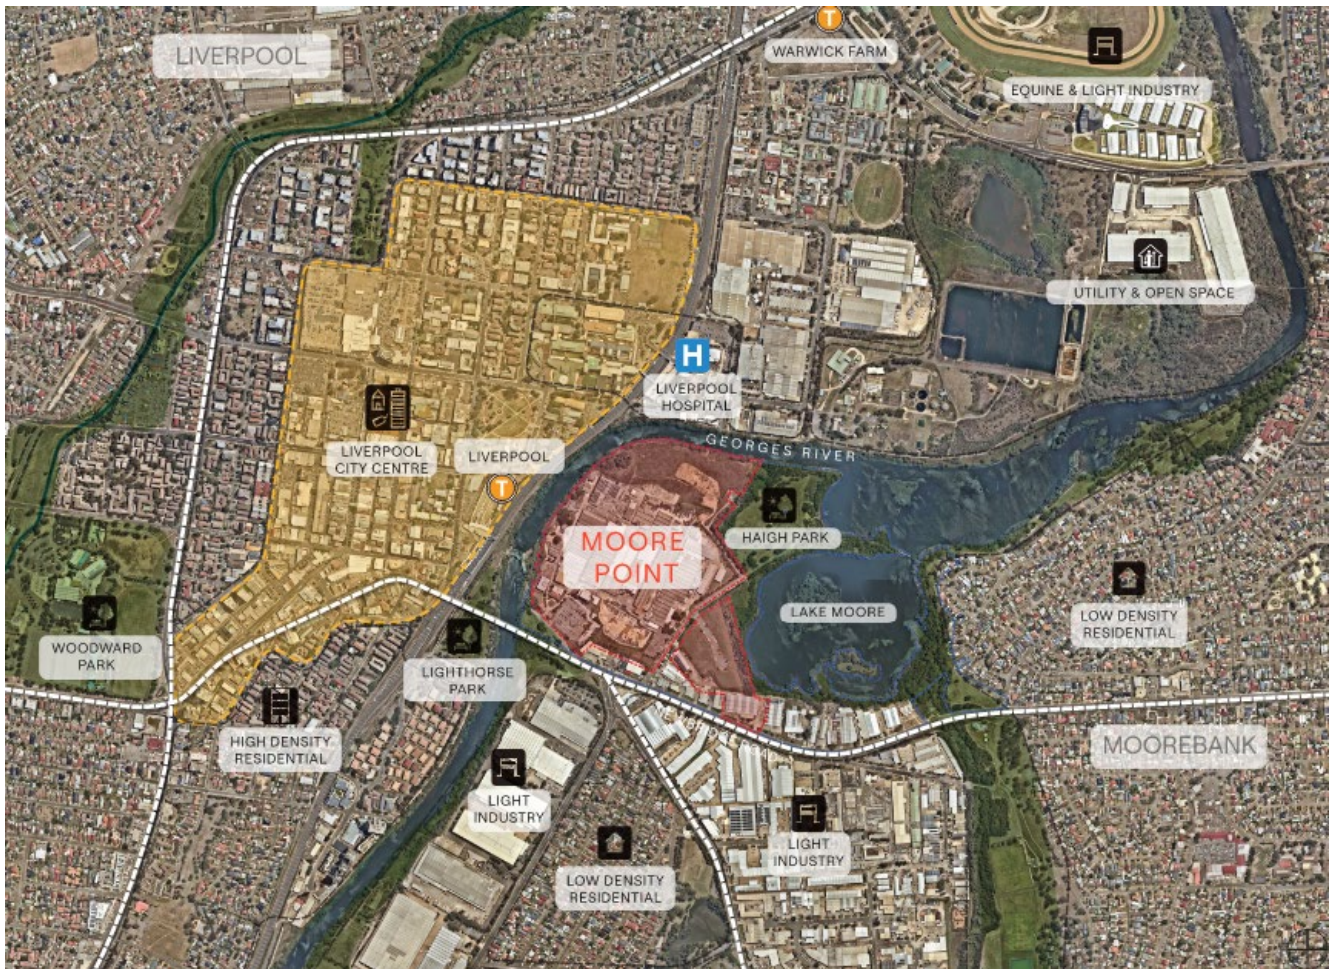 LIVERPOOL
T
WARWICK FARM
EQUINE & LIGHT INDUSTRY
UTILITY & OPEN SPACE
H
LIVERPOOL
HOSPITAL
GEORGES RIVER
LIVERPOOL
CITY CENTRE
LIVERPOOL
T
MOORE
POINT
HAIGH PARK
LAKE MOORE
LOW DENSITY
RESIDENTIAL
WOODWARD
PARK
LIGHTHORSE
PARK
HIGH DENSITY
RESIDENTIAL
MOOREBANK
LIGHT
INDUSTRY
LIGHT
INDUSTRY
LOW DENSITY
RESIDENTIAL